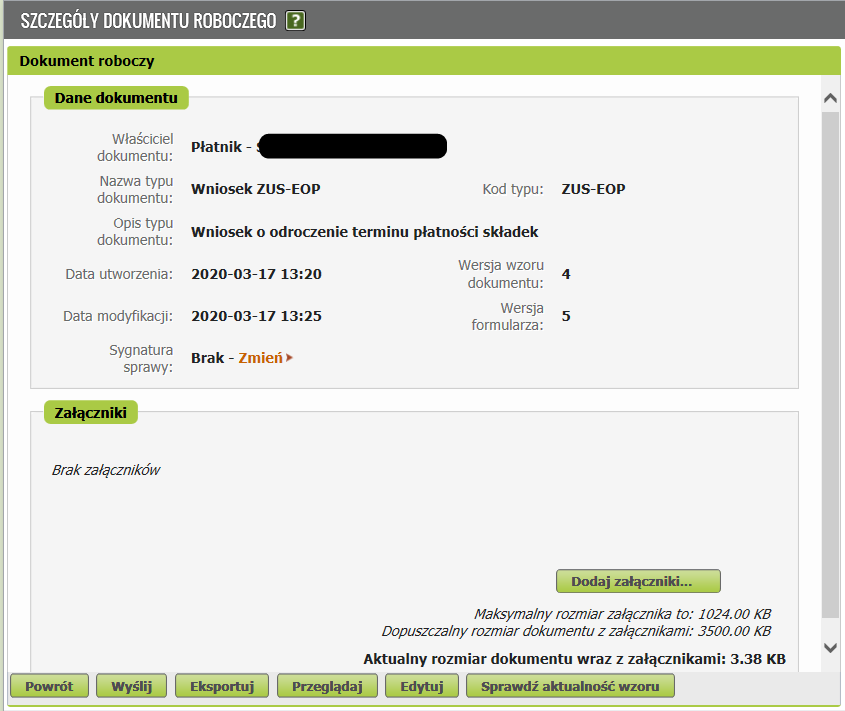 SZCZEGÓŁY DOKUMENTU ROBOCZEGO ?
Dokument roboczy
Dane dokumentu
Właściciel
dokumentu:
Płatnik -
Nazwa typu
dokumentu:
Wniosek ZUS-EOP
Kod typu:
ZUS-EOP
Opis typu
dokumentu:
Wniosek o odroczenie terminu płatności składek
Data utworzenia:
2020-03-17 13:20
Wersja wzoru
dokumentu:
4
Data modyfikacji:
2020-03-17 13:25
Wersja
formularza:
5
Sygnatura
sprawy:
Brak - Zmień
Załączniki
Brak załączników
Dodaj załączniki...
Maksymalny rozmiar załącznika to: 1024.00 KB
Dopuszczalny rozmiar dokumentu z załącznikami: 3500.00 KB
Aktualny rozmiar dokumentu wraz z załącznikami: 3.38 KB
Powrót
Wyślij
Eksportuj
Przeglądaj
Edytuj
Sprawdź aktualność wzoru